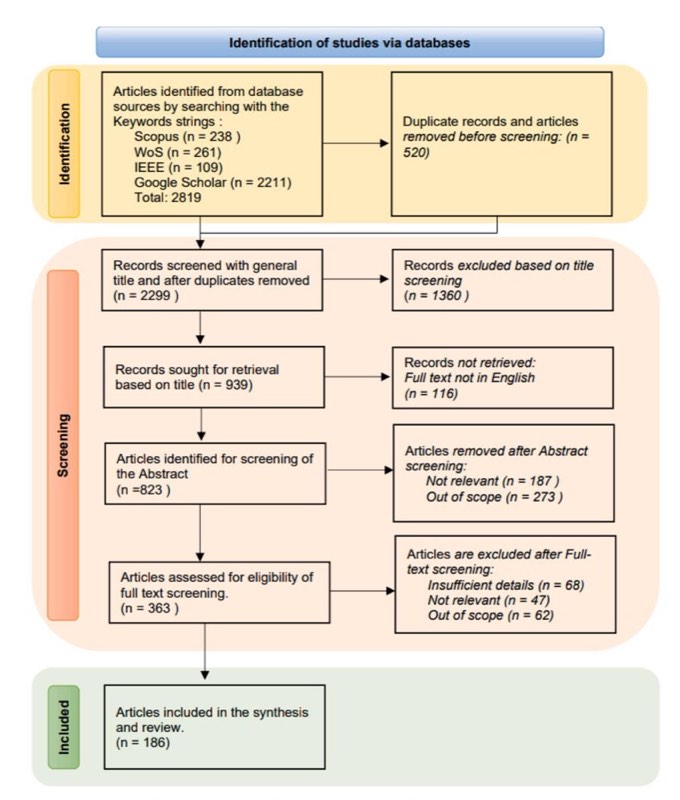 Identification of studies via databases
Identification
Articles identified from database
sources by searching with the
Keywords strings :
Scopus (n = 238 )
WoS (n = 261)
IEEE (n = 109)
Google Scholar (n = 2211)
Total: 2819
Duplicate records and articles
removed before screening: (n =
520)
Screening
Records screened with general
title and after duplicates removed
(n = 2299 )
Records excluded based on title
screening
(n = 1360 )
Records sought for retrieval
based on title (n = 939)
Records not retrieved:
Full text not in English
(n = 116)
Articles identified for screening of
the Abstract
(n =823 )
Articles removed after Abstract
screening:
Not relevant (n = 187 )
Out of scope (n = 273 )
Articles assessed for eligibility of
full text screening.
(n = 363 )
Articles are excluded after Full-
text screening:
Insufficient details (n = 68)
Not relevant (n = 47)
Out of scope (n = 62)
Included
Articles included in the synthesis
and review.
(n = 186)